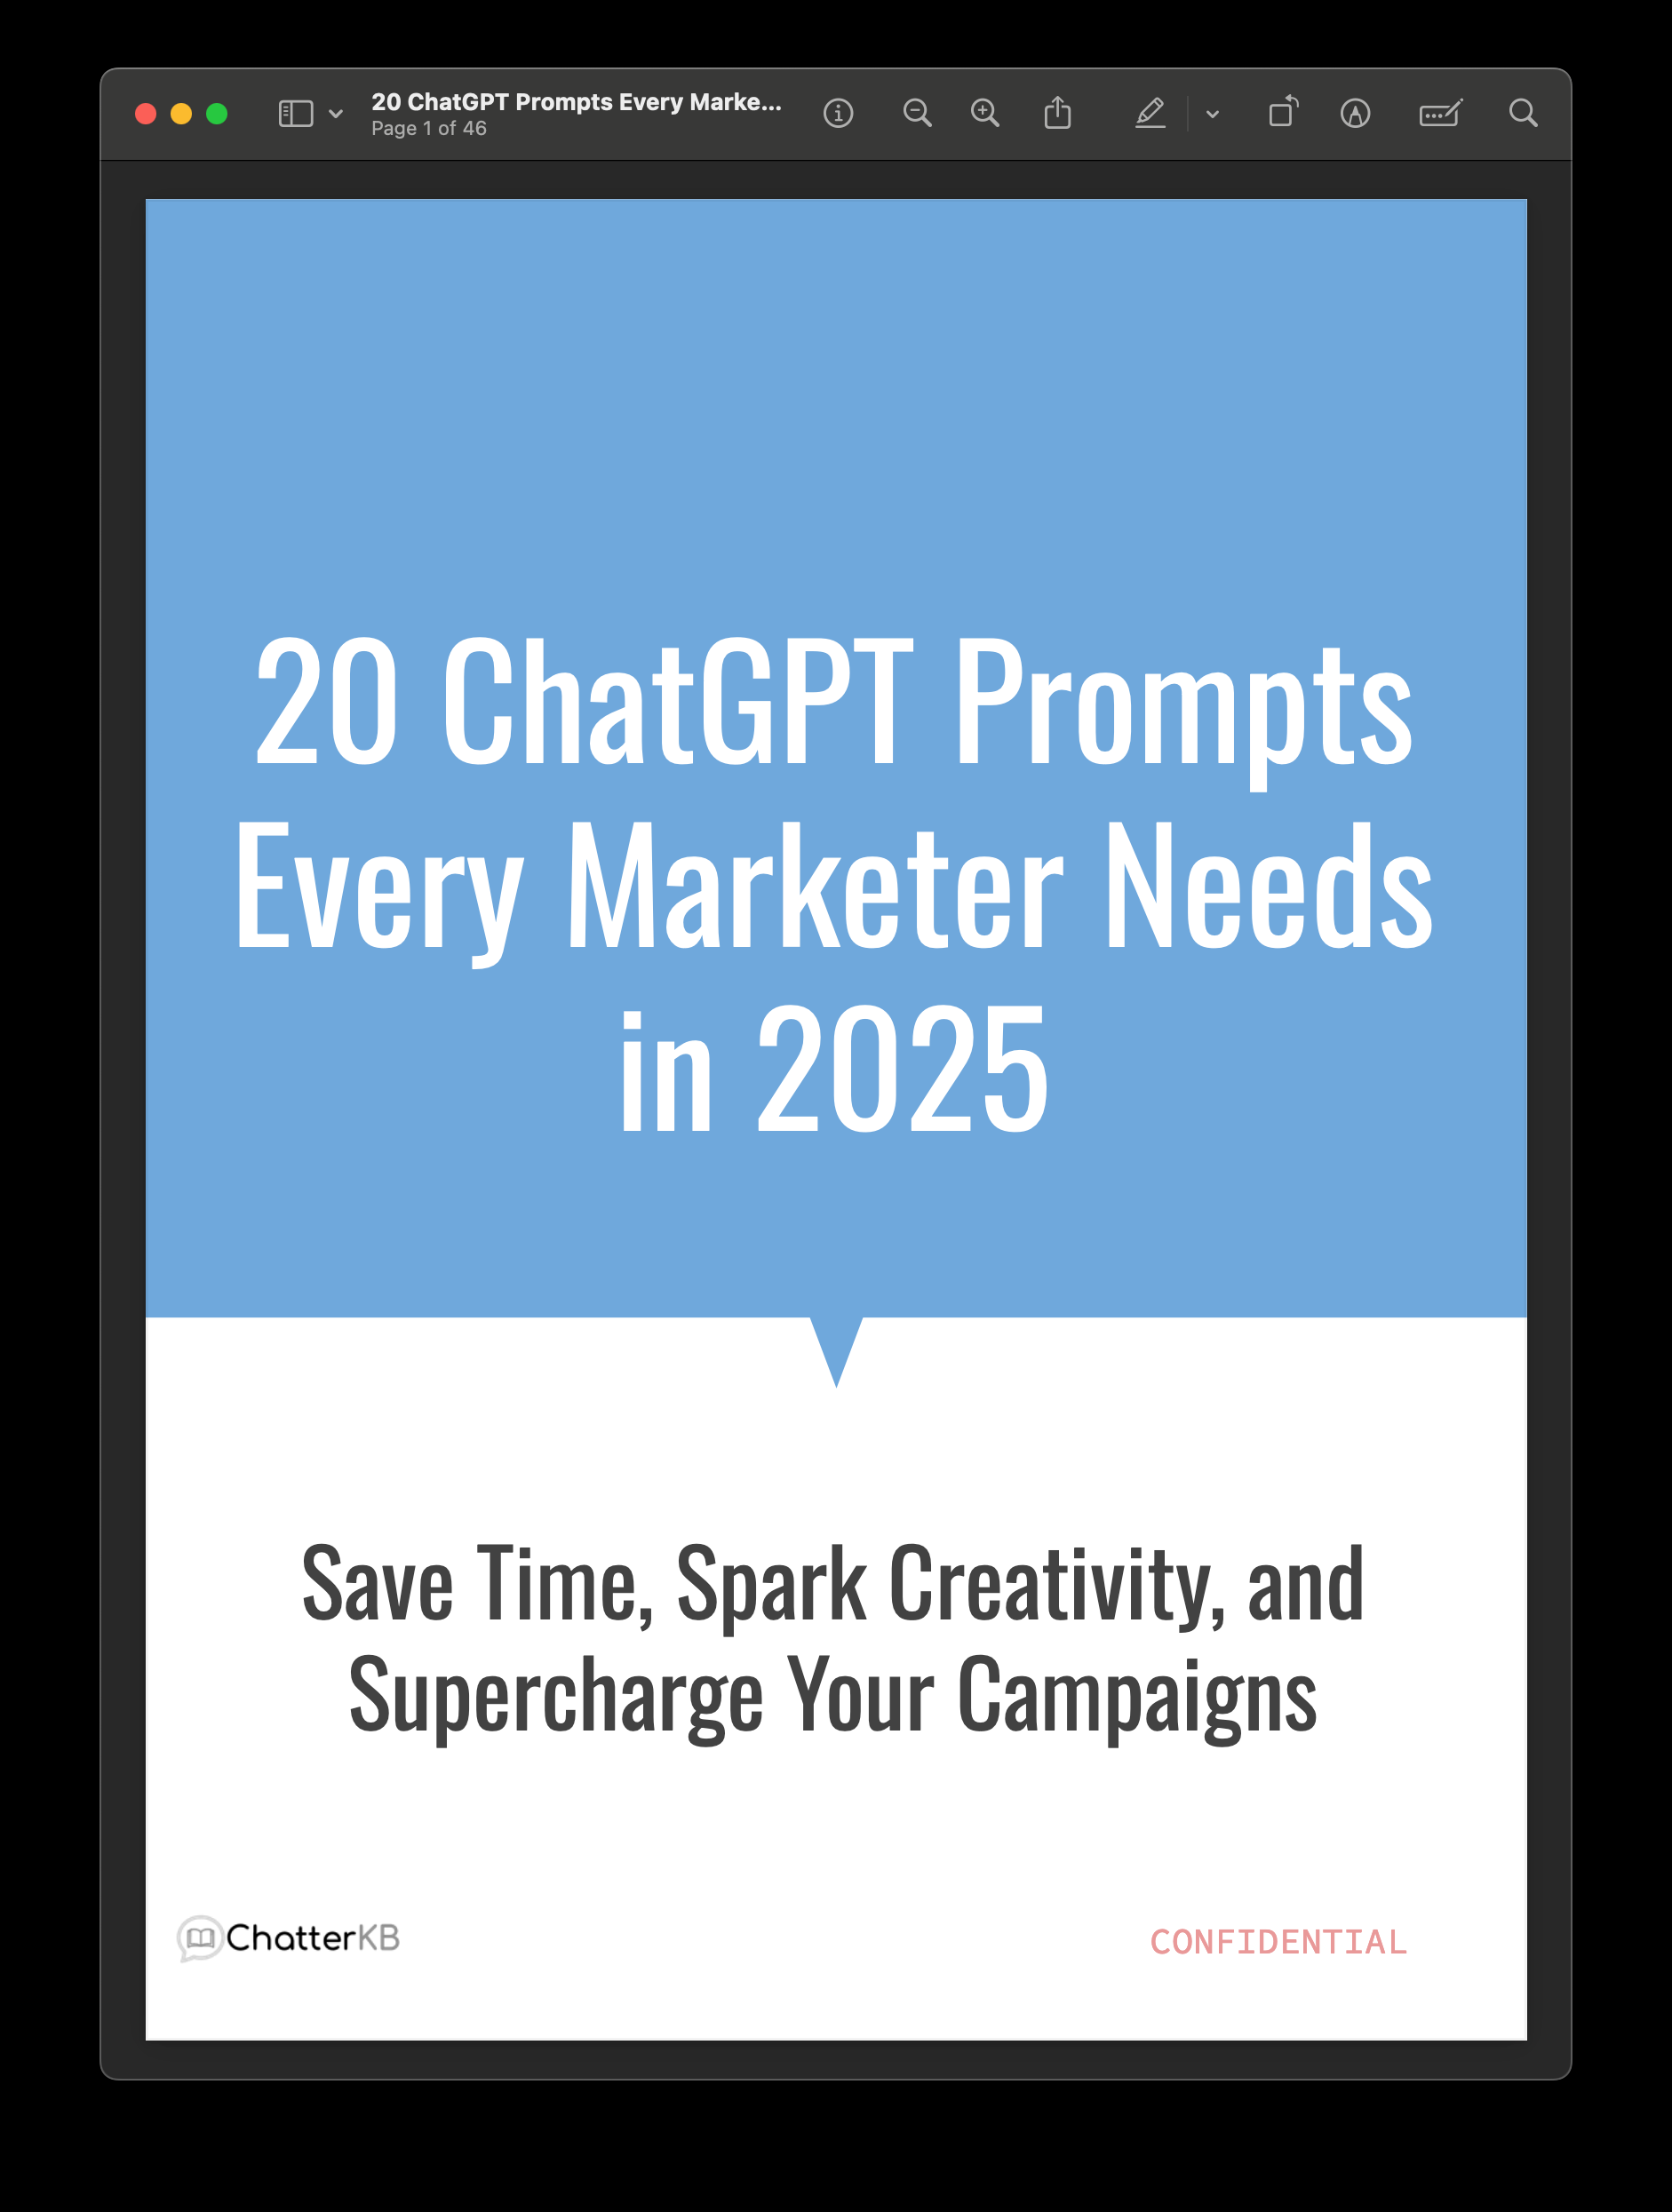 20 ChatGPT Prompts Every Marke...
Page 1 of 46
20 ChatGPT Prompts
Every Marketer Needs
in 2025
Save Time, Spark Creativity, and
Supercharge Your Campaigns
ChatterKB
CONFIDENTIAL